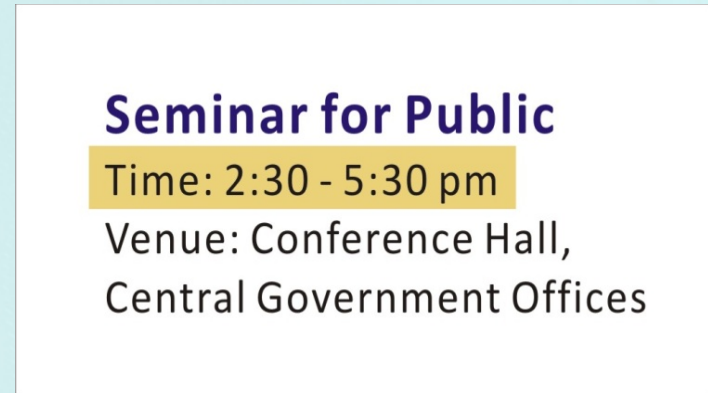 Seminar for Public
Time: 2:30 - 5:30 pm
Venue: Conference Hall,
Central Government Offices